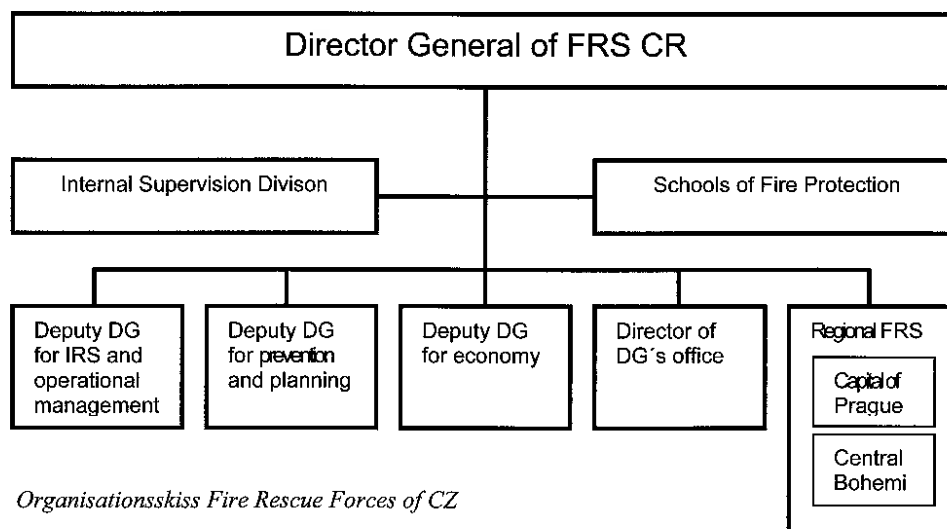 Director General of FRS CR
Internal Supervision Divison
Schools of Fire Protection
Deputy DG
for IRS and
operational
management
Deputy DG
for prevention
and planning
Deputy DG
for economy
Director of
DG´s office
Regional FRS
Capital of
Prague
Central
Bohemi
Organisationsskiss Fire Rescue Forces of CZ